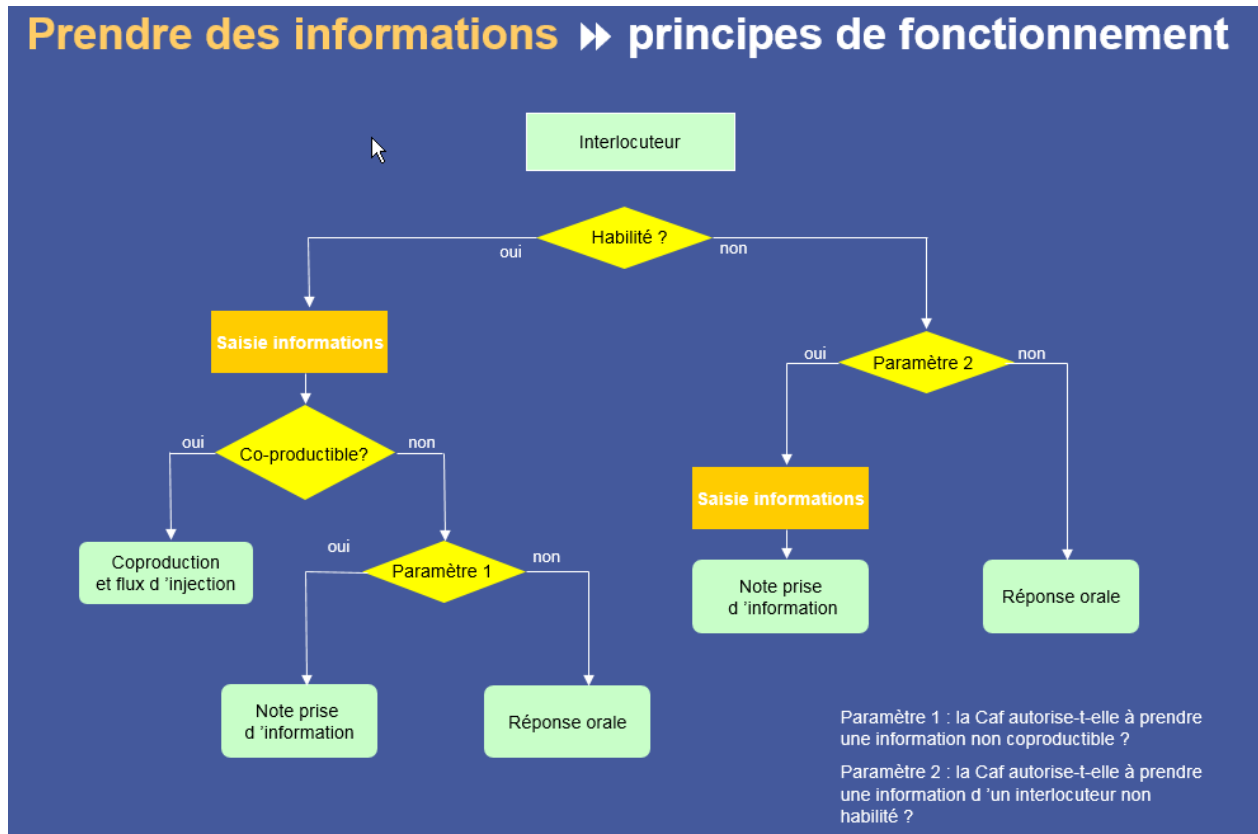 Prendre des informations ▸▸ principes de fonctionnement
Interlocuteur
Habilité ?
oui
non
Saisie informations
oui
Paramètre 2
non
oui
Co-productible?
non
Saisie informations
Coproduction
et flux d ’injection
oui
Paramètre 1
non
Note prise
d ’information
Réponse orale
Note prise
d ’information
Réponse orale
Paramètre 1 : la Caf autorise-t-elle à prendre
une information non coproductible ?
Paramètre 2 : la Caf autorise-t-elle à prendre
une information d ’un interlocuteur non
habilité ?